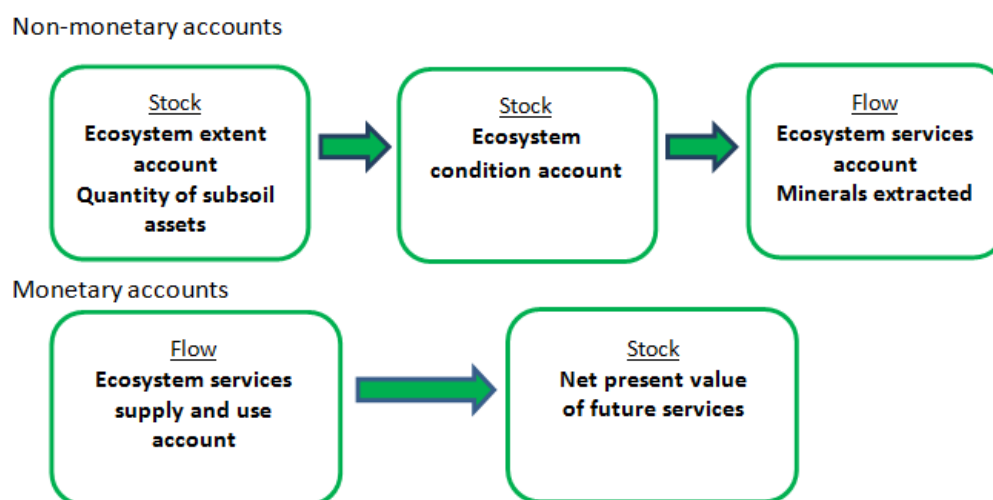 Non-monetary accounts
Stock
Ecosystem extent
account
Quantity of subsoil
assets
Stock
Ecosystem
condition account
Flow
Ecosystem services
account
Minerals extracted
Monetary accounts
Flow
Ecosystem services
supply and use
account
Stock
Net present value
of future services